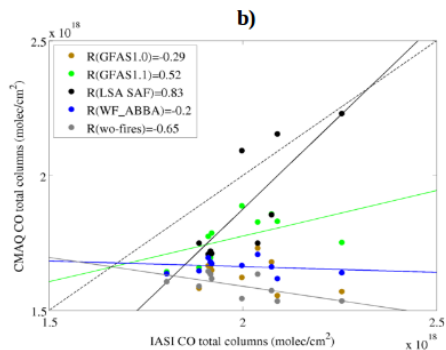 b)
x 10^18
2.5
R(GFAS1.0)=-0.29
R(GFAS1.1)=0.52
R(LSA SAF)=0.83
R(WF_ABBA)=-0.2
R(wo-fires)=-0.65
CMAQ CO total columns (molec/cm²)
2
1.5
1.5 2 2.5
IASI CO total columns (molec/cm²)
x 10^18